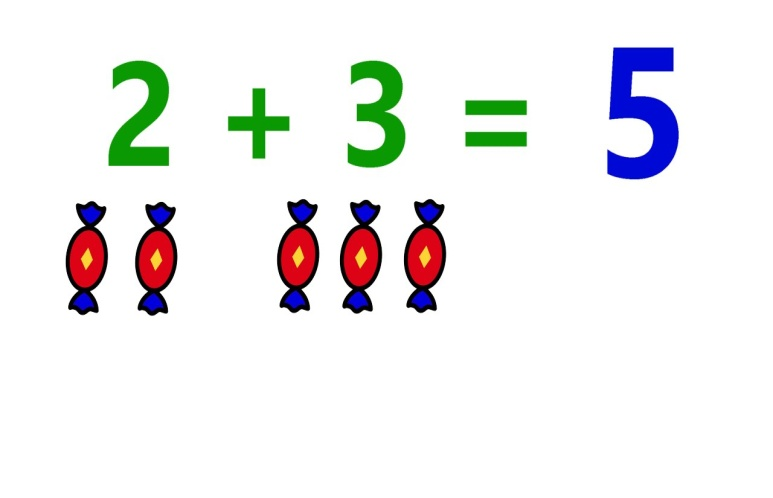 2 + 3 = 5